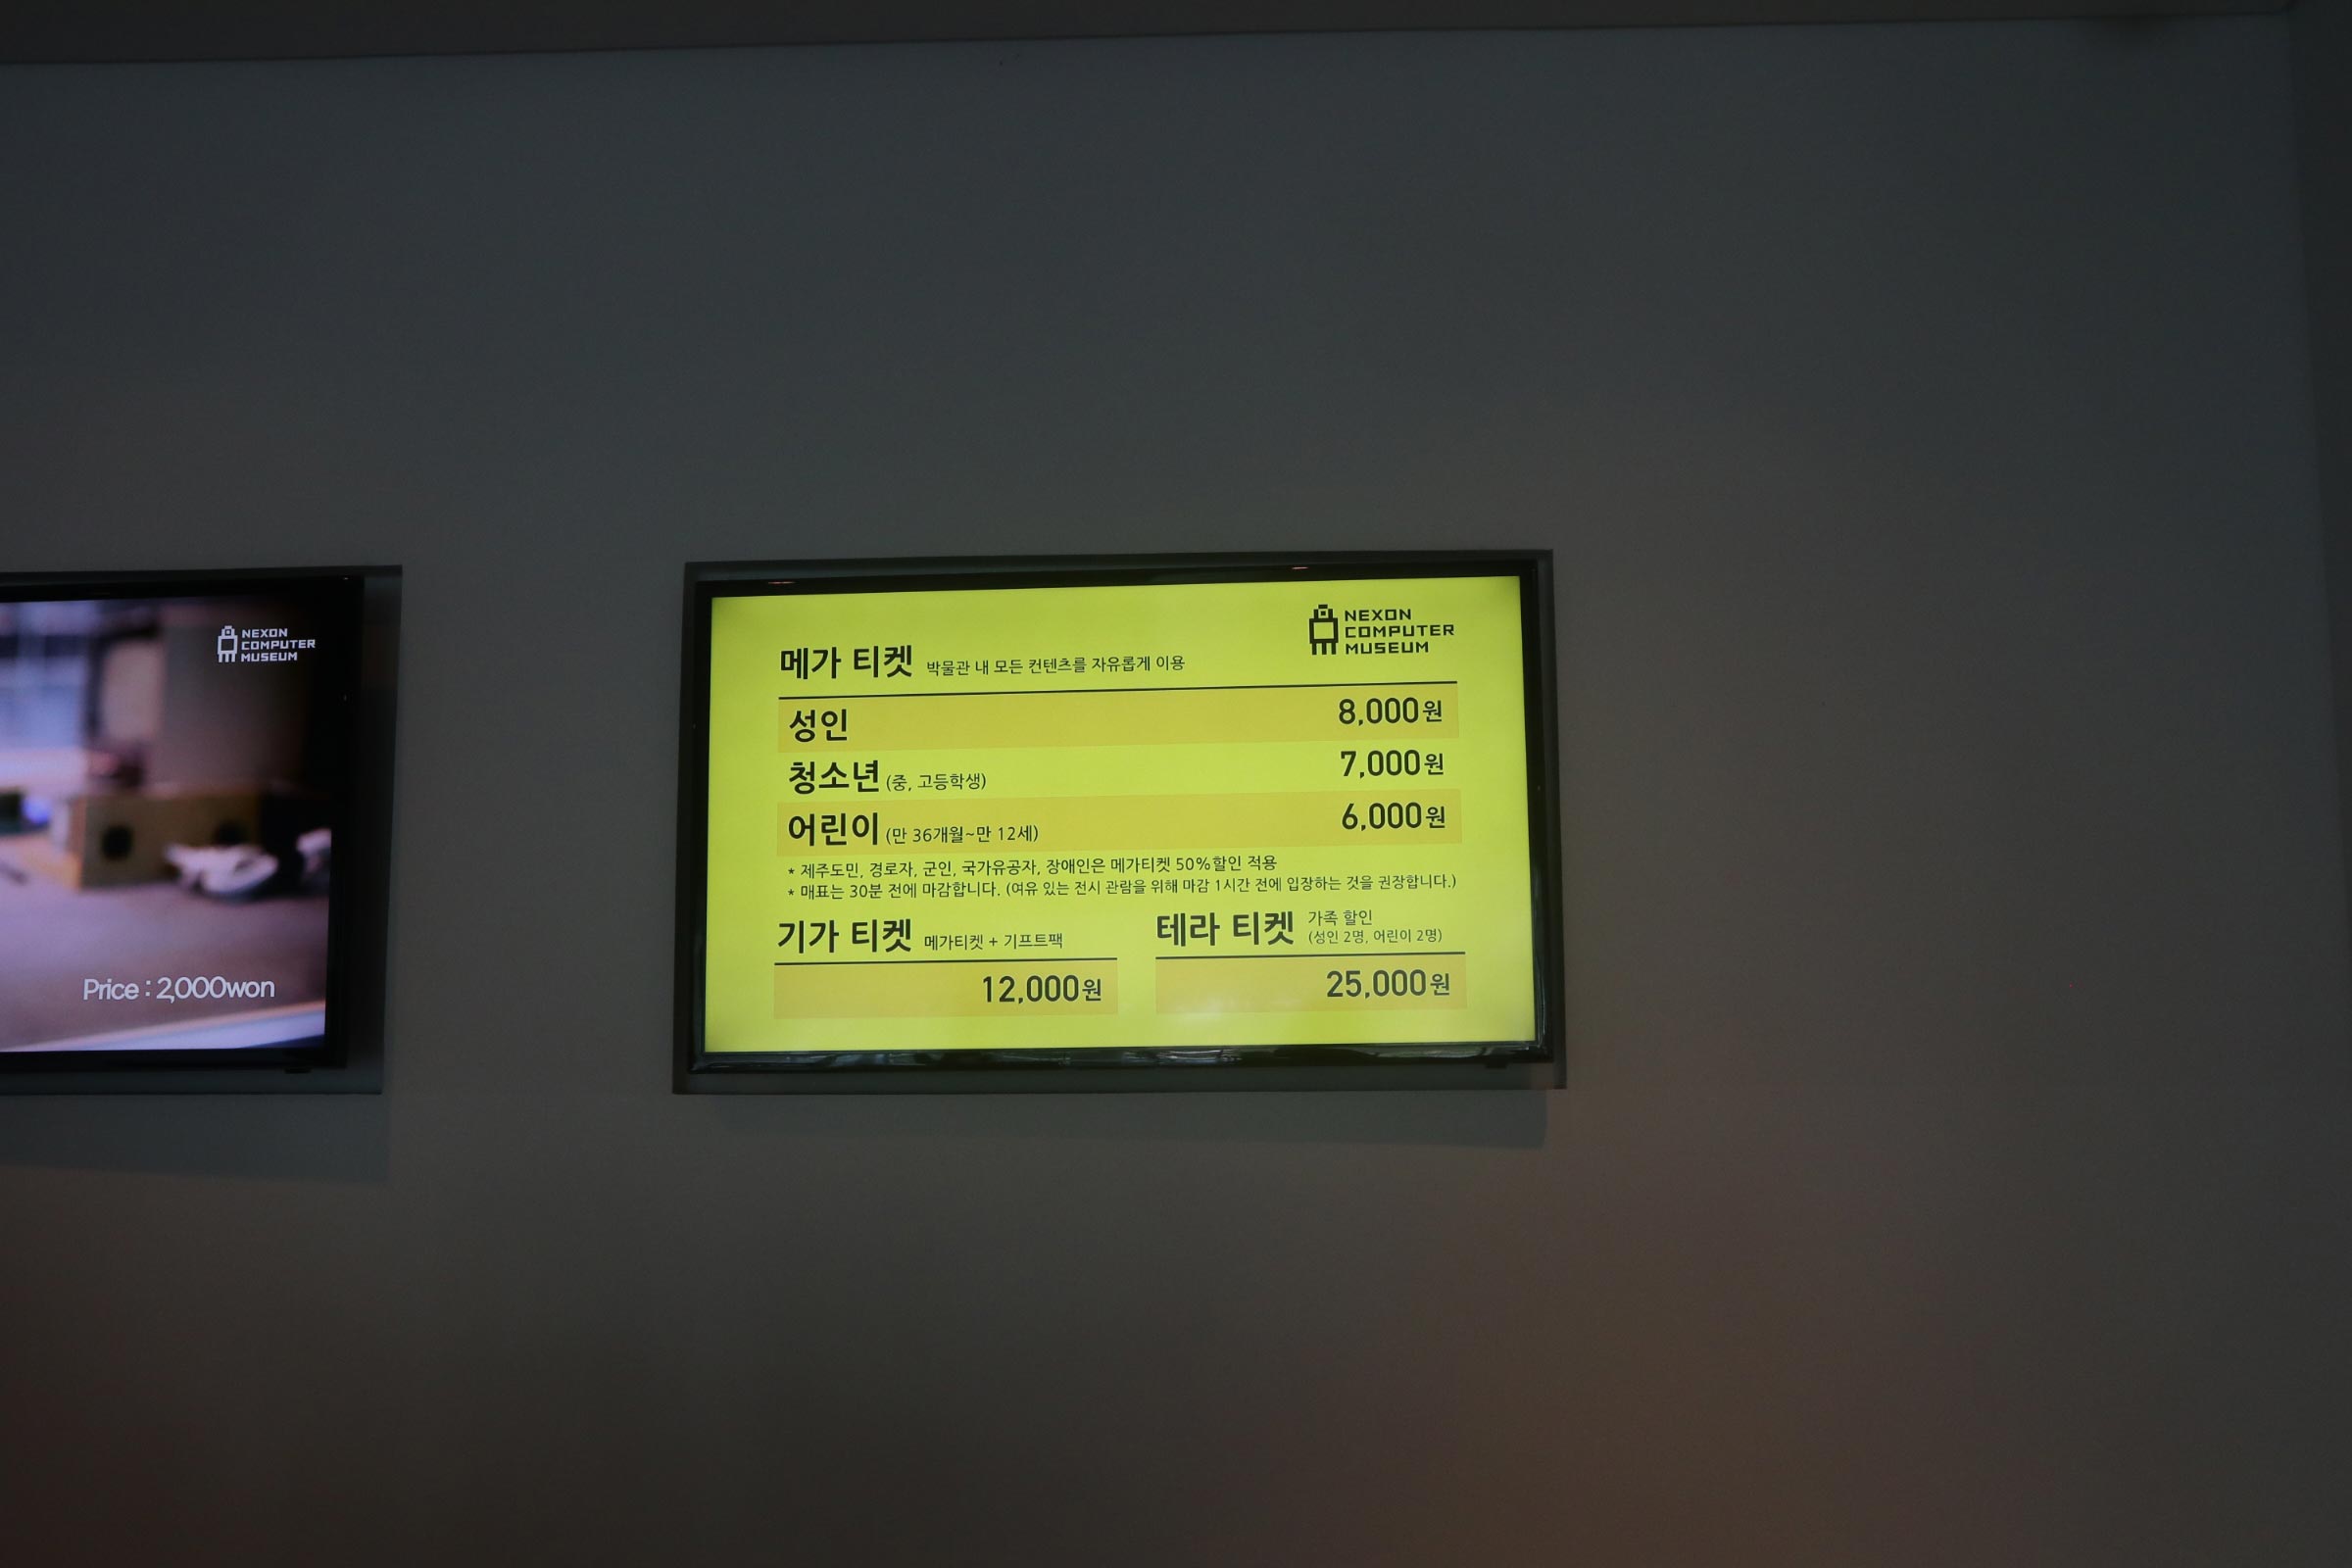 NEXON
COMPUTER
MUSEUM
Price : 2,000won
NEXON
COMPUTER
MUSEUM
메가 티켓 박물관 내 모든 컨텐츠를 자유롭게 이용
성인 8,000원
청소년 (중, 고등학생) 7,000원
어린이 (만 36개월~만 12세) 6,000원
* 제주도민, 경로자, 군인, 국가유공자, 장애인은 메가티켓 50%할인 적용
* 매표는 30분 전에 마감합니다. (여유 있는 전시 관람을 위해 마감 1시간 전에 입장하는 것을 권장합니다.)
기가 티켓 메가티켓 + 기프트팩
12,000원
테라 티켓 가족 할인
(성인 2명, 어린이 2명)
25,000원